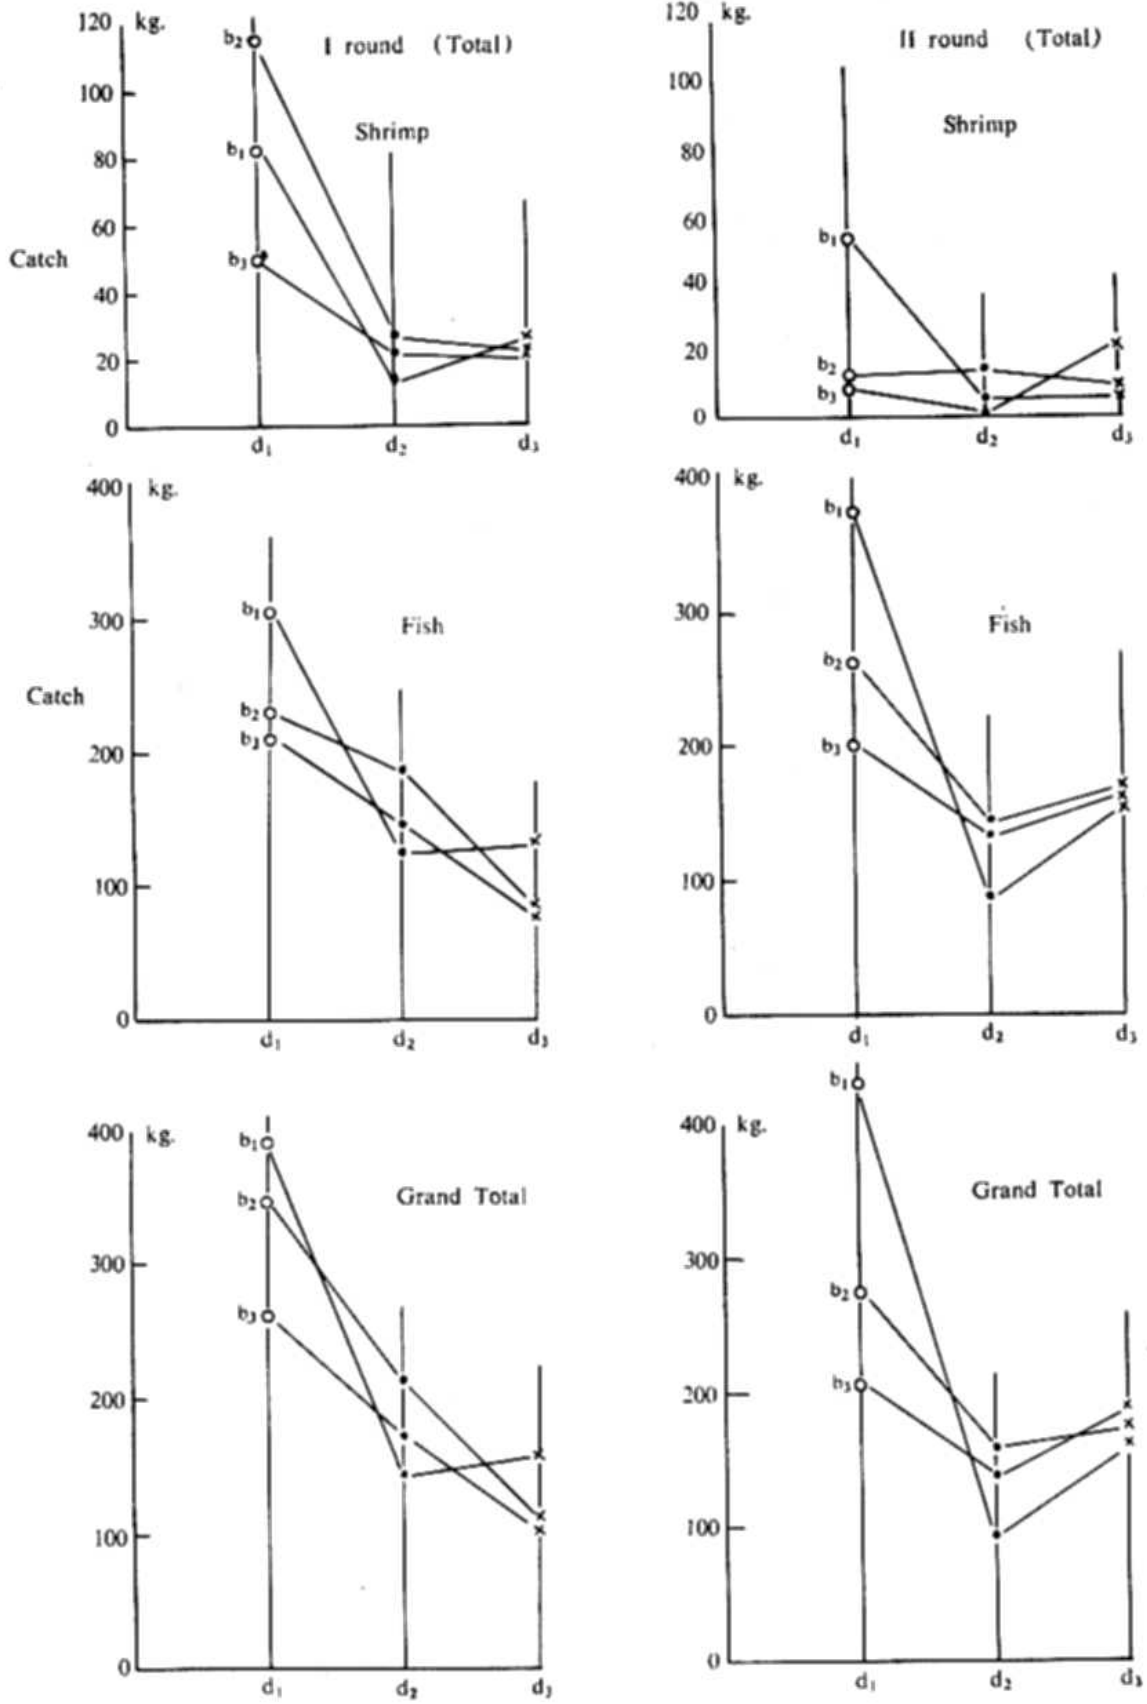 120 kg.
I round (Total)
b₂
100
Shrimp
b₁
80
60
Catch
b₃
40
20
0
d₁ d₂ d₃
120 kg.
II round (Total)
100
Shrimp
80
60
b₁
40
20
b₂
b₃
0
d₁ d₂ d₃
400 kg.
b₁
300
Fish
Catch
b₂
b₃
200
100
0
d₁ d₂ d₃
400 kg.
b₁
300
Fish
b₂
b₃
200
100
0
d₁ d₂ d₃
400 kg.
b₁
Grand Total
b₂
300
b₃
200
100
0
d₁ d₂ d₃
b₁
400 kg.
Grand Total
300
b₂
b₃
200
100
0
d₁ d₂ d₃